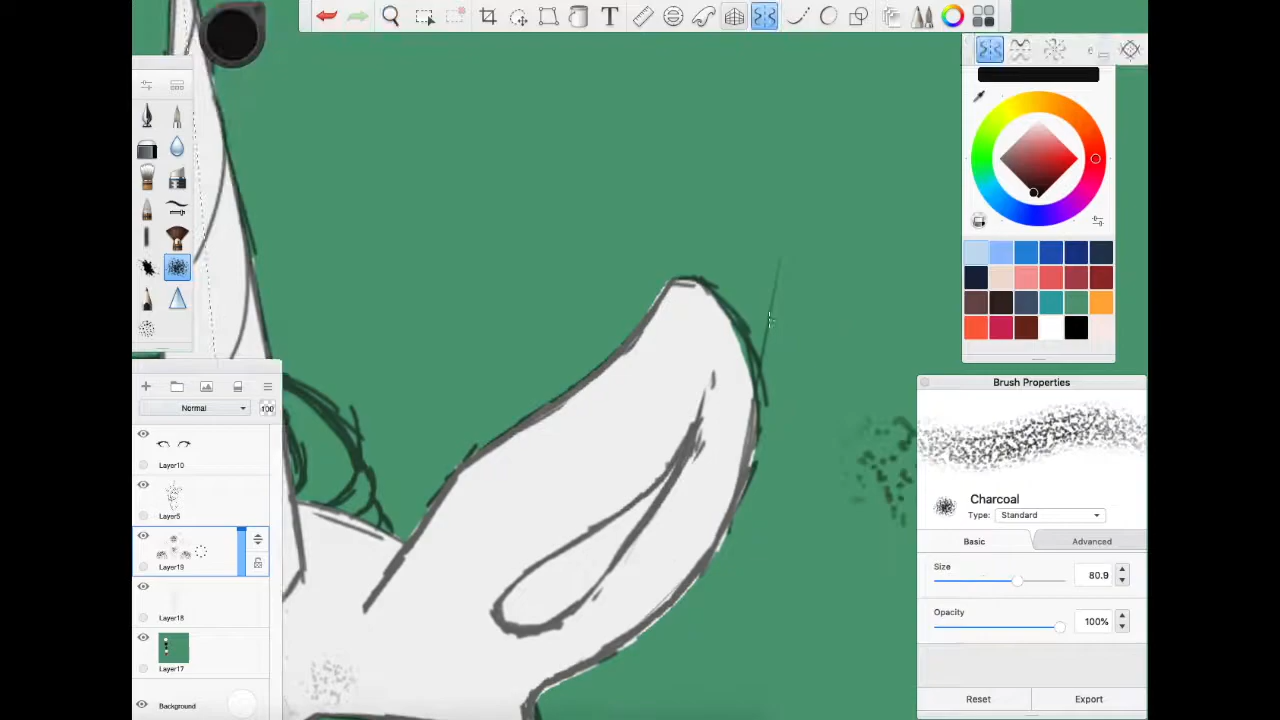 T
e
Normal
100
Layer10
Layer5
Layer19
Layer18
Layer17
Background
Brush Properties
Charcoal
Type: Standard
Basic
Advanced
Size
80.9
Opacity
100%
Reset
Export